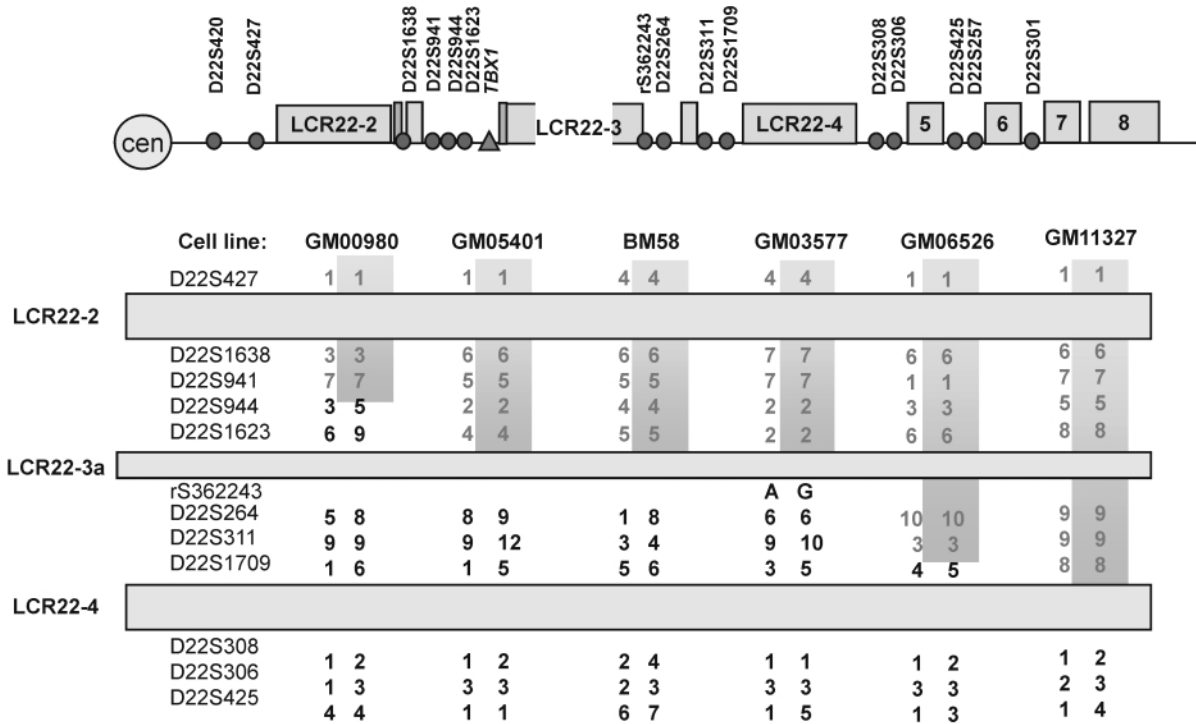 D22S420 D22S427 D22S1638 D22S941 D22S944 D22S1623 TBX1 rS362243 D22S264 D22S311 D22S1709 D22S308 D22S306 D22S425 D22S257 D22S301
cen LCR22-2 LCR22-3 LCR22-4 5 6 7 8
Cell line: GM00980 GM05401 BM58 GM03577 GM06526 GM11327
D22S427 1 1 1 1 4 4 4 4 1 1 1 1
LCR22-2
D22S1638 3 3 6 6 6 6 7 7 6 6 6 6
D22S941 7 7 5 5 5 5 7 7 1 1 7 7
D22S944 3 5 2 2 4 4 2 2 3 3 5 5
D22S1623 6 9 4 4 5 5 2 2 6 6 8 8
LCR22-3a
rS362243 A G
D22S264 5 8 8 9 1 8 6 6 10 10 9 9
D22S311 9 9 9 12 3 4 9 10 3 3 9 9
D22S1709 1 6 1 5 5 6 3 5 4 5 8 8
LCR22-4
D22S308 1 2 1 2 2 4 1 1 1 2 1 2
D22S306 1 3 3 3 2 3 3 3 3 3 2 3
D22S425 4 4 1 1 6 7 1 5 1 3 1 4